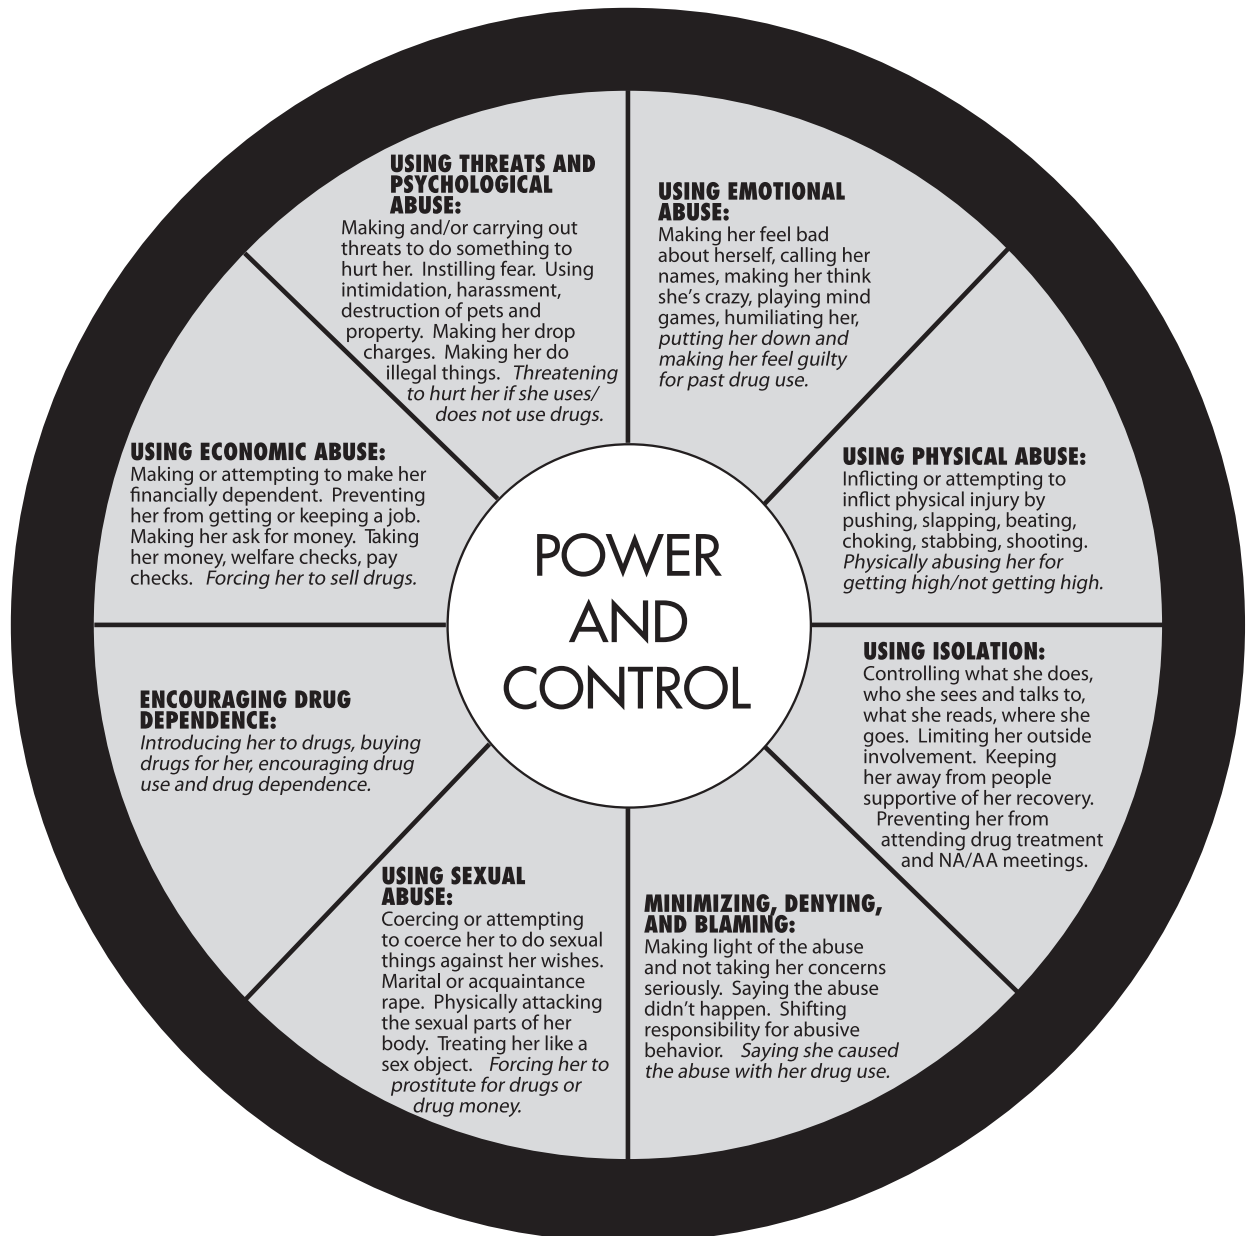 USING THREATS AND
PSYCHOLOGICAL
ABUSE:
Making and/or carrying out
threats to do something to
hurt her.  Instilling fear.  Using
intimidation, harassment,
destruction of pets and
property.  Making her drop
charges.  Making her do
illegal things.  Threatening
to hurt her if she uses/
does not use drugs.
USING EMOTIONAL
ABUSE:
Making her feel bad
about herself, calling her
names, making her think
she's crazy, playing mind
games, humiliating her,
putting her down and
making her feel guilty
for past drug use.
USING PHYSICAL ABUSE:
Inflicting or attempting to
inflict physical injury by
pushing, slapping, beating,
choking, stabbing, shooting.
Physically abusing her for
getting high/not getting high.
USING ISOLATION:
Controlling what she does,
who she sees and talks to,
what she reads, where she
goes.  Limiting her outside
involvement.  Keeping
her away from people
supportive of her recovery.
Preventing her from
attending drug treatment
and NA/AA meetings.
MINIMIZING, DENYING,
AND BLAMING:
Making light of the abuse
and not taking her concerns
seriously.  Saying the abuse
didn't happen.  Shifting
responsibility for abusive
behavior.  Saying she caused
the abuse with her drug use.
USING SEXUAL
ABUSE:
Coercing or attempting
to coerce her to do sexual
things against her wishes.
Marital or acquaintance
rape.  Physically attacking
the sexual parts of her
body.  Treating her like a
sex object.  Forcing her to
prostitute for drugs or
drug money.
ENCOURAGING DRUG
DEPENDENCE:
Introducing her to drugs, buying
drugs for her, encouraging drug
use and drug dependence.
USING ECONOMIC ABUSE:
Making or attempting to make her
financially dependent.  Preventing
her from getting or keeping a job.
Making her ask for money.  Taking
her money, welfare checks, pay
checks.  Forcing her to sell drugs.
POWER
AND
CONTROL